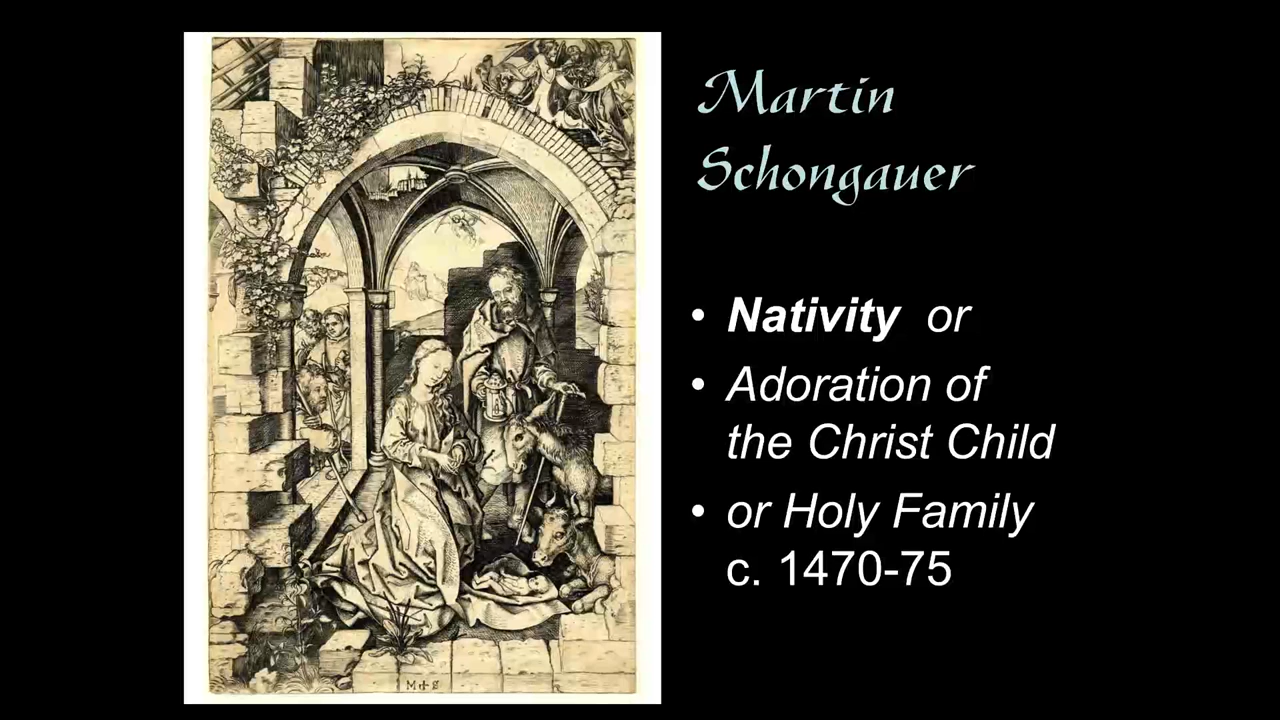 Martin
Schongauer
• Nativity or
• Adoration of
the Christ Child
• or Holy Family
c. 1470-75
M+S